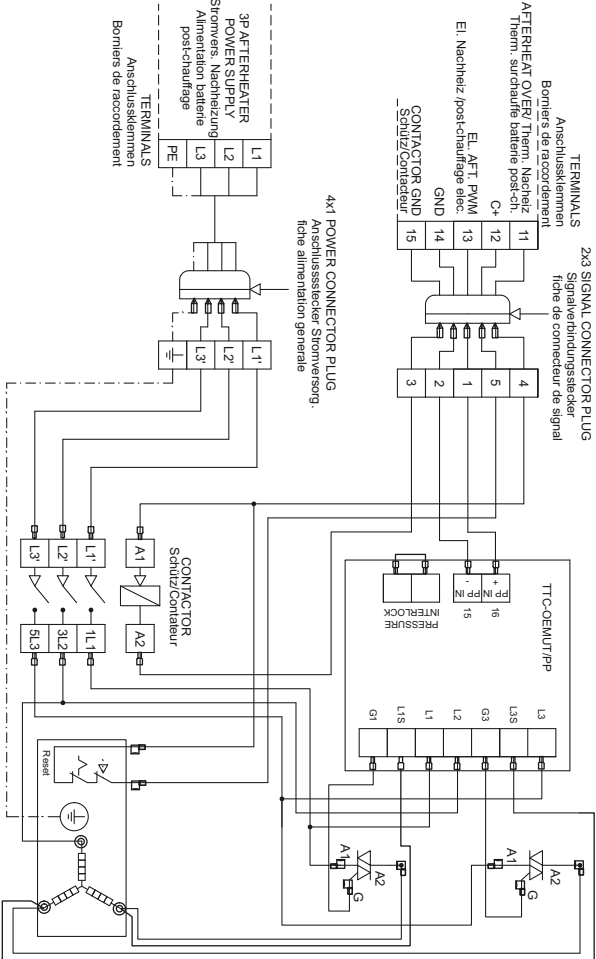 TERMINALS
Anschlussklemmen
Borniers de raccordement
AFTERHEAT OVER/ Therm. Nacheiz
Therm. surchauffe batterie post-ch.
C+
EL. AFT. PWM
El. Nachheiz /post-chauffage elec.
GND
CONTACTOR GND
Schütz/Contacteur
11
12
13
14
15
2x3 SIGNAL CONNECTOR PLUG
Signalverbindungsstecker
fiche de connecteur de signal
4
5
1
2
3
TTC-OEMUT/PP
+
PP IN
16
-
PP IN
15
PRESSURE
INTERLOCK
L3
L3S
G3
L2
L1
L1S
G1
A1
A2
G
A1
A2
G
3P AFTERHEATER
POWER SUPPLY
Stromvers. Nachheizung
Alimentation batterie
post-chauffage
L1
L2
L3
PE
TERMINALS
Anschlussklemmen
Borniers de raccordement
4x1 POWER CONNECTOR PLUG
Anschlussstecker Stromversorg.
fiche alimentation generale
L1'
L2'
L3'
CONTACTOR
Schütz/Contateur
A1
A2
L1'
L2'
L3'
1L1
3L2
5L3
Reset